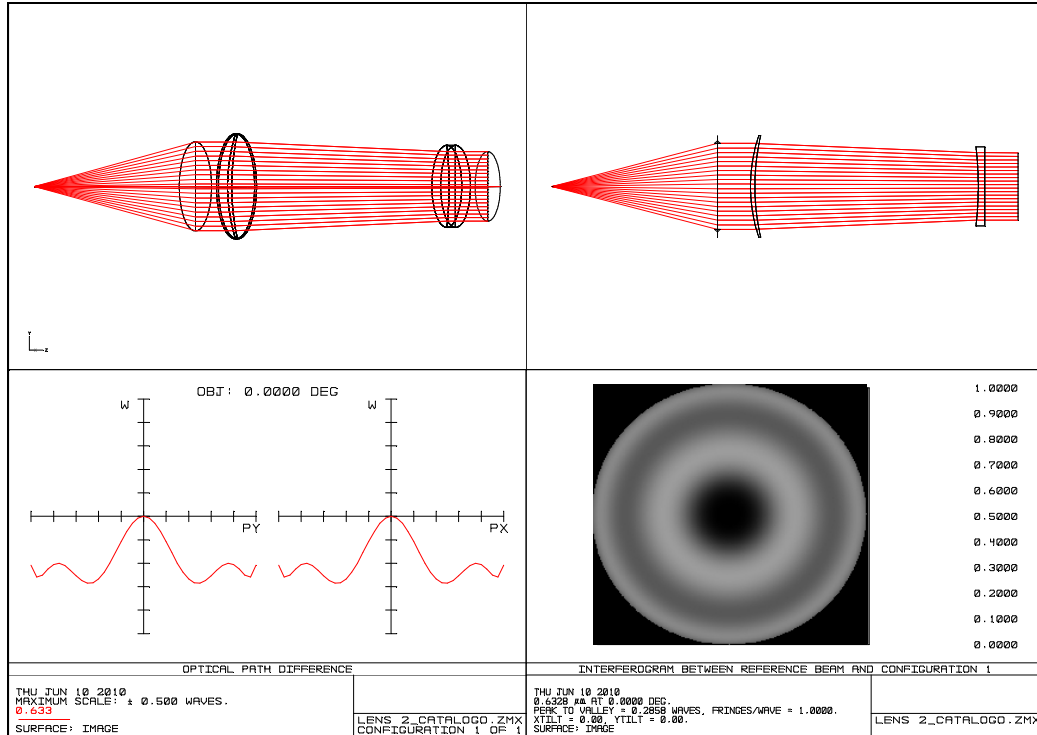 Y
Z
OBJ: 0.0000 DEG
W
W
PY
PX
1.0000
0.9000
0.8000
0.7000
0.6000
0.5000
0.4000
0.3000
0.2000
0.1000
0.0000
OPTICAL PATH DIFFERENCE
THU JUN 10 2010
MAXIMUM SCALE: ± 0.500 WAVES.
0.633
SURFACE: IMAGE
LENS 2_CATALOGO.ZMX
CONFIGURATION 1 OF 1
INTERFEROGRAM BETWEEN REFERENCE BEAM AND CONFIGURATION 1
THU JUN 10 2010
0.6328 µm AT 0.0000 DEG.
PEAK TO VALLEY = 0.2858 WAVES, FRINGES/WAVE = 1.0000.
XTILT = 0.00, YTILT = 0.00.
SURFACE: IMAGE
LENS 2_CATALOGO.ZMX